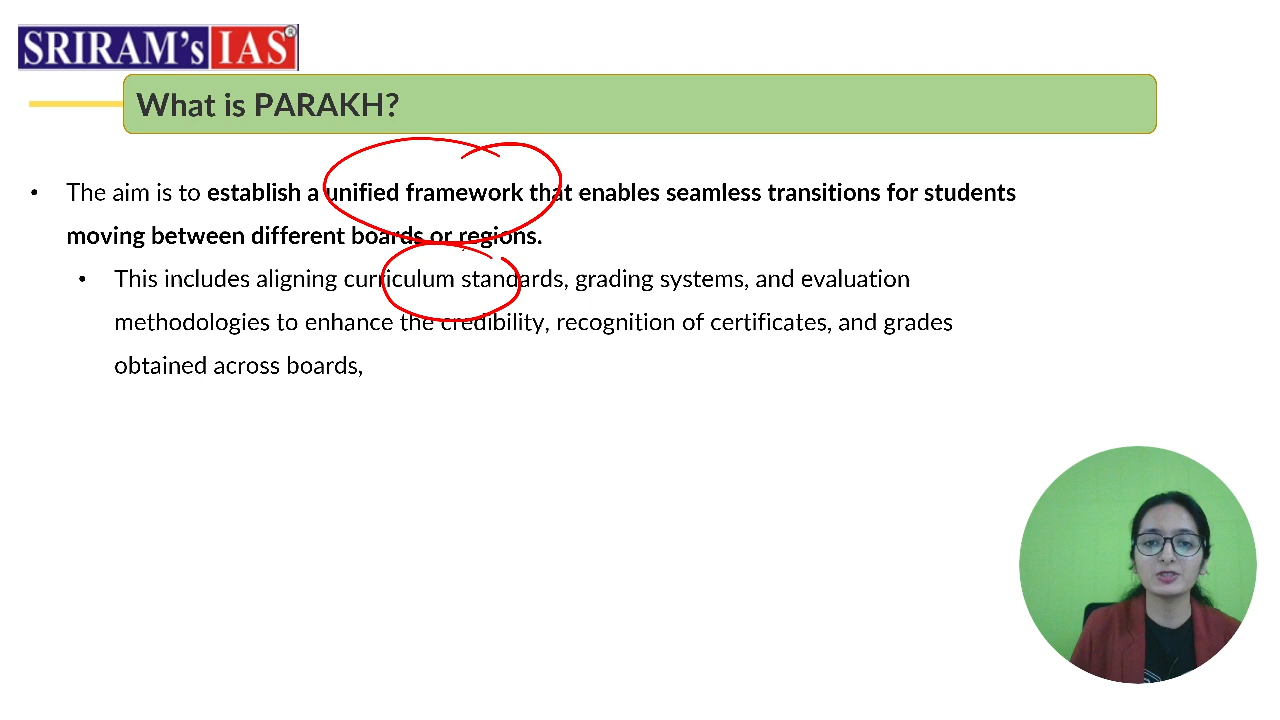 SRIRAM's IAS®
What is PARAKH?
• The aim is to establish a unified framework that enables seamless transitions for students
moving between different boards or regions.
• This includes aligning curriculum standards, grading systems, and evaluation
methodologies to enhance the credibility, recognition of certificates, and grades
obtained across boards,